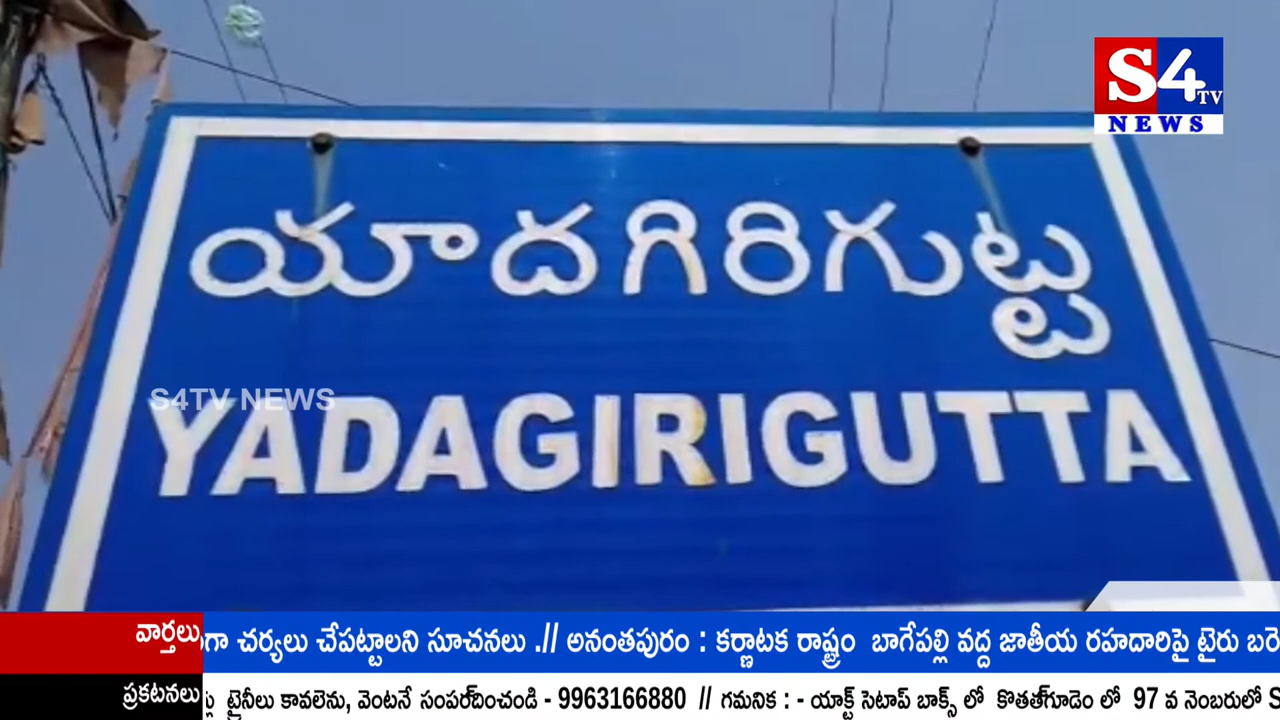 S4
TV
NEWS
యాదగిరిగుట్ట
S4TV NEWS
YADAGIRIGUTTA
వార్తలు
చర్యలు చేపట్టాలని సూచనలు .// అనంతపురం : కర్ణాటక రాష్ట్రం బాగేపల్లి వద్ద జాతీయ రహదారిపై టైరు
ప్రకటనలు
ట్రైనీలు కావలెను, వెంటనే సంపర్దించండి - 9963166880 // గమనిక : - యాక్ట్ సెటాప్ బాక్స్ లో కొత్తగూడెం లో 97 వ నెంబరులో